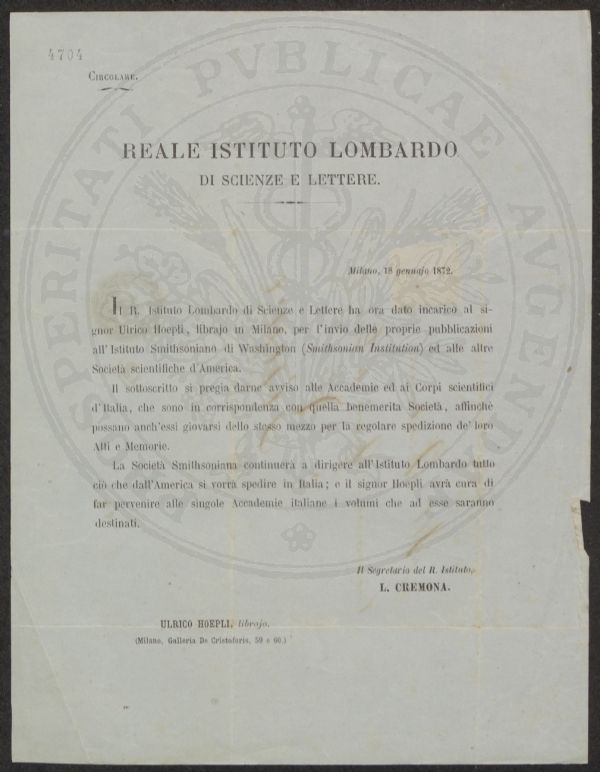 4704
CIRCOLARE.
REALE ISTITUTO LOMBARDO
DI SCIENZE E LETTERE.
Milano, 18 gennajo 1872.
Il R. Istituto Lombardo di Scienze e Lettere ha ora dato incarico al si-
gnor Ulrico Hoepli, librajo in Milano, per l'invio delle proprie pubblicazioni
all'Istituto Smithsoniano di Washington (Smithsonian Institution) ed alle altre
Società scientifiche d'America.
Il sottoscritto si pregia darne avviso alle Accademie ed ai Corpi scientifici
d'Italia, che sono in corrispondenza con quella benemerita Società, affinchè
possano anch'essi giovarsi dello stesso mezzo per la regolare spedizione de' loro
Atti e Memorie.
La Società Smithsoniana continuerà a dirigere all'Istituto Lombardo tutto
ciò che dall'America si vorrà spedire in Italia; e il signor Hoepli avrà cura di
far pervenire alle singole Accademie italiane i volumi che ad esse saranno
destinati.
Il Segretario del R. Istituto,
L. CREMONA.
ULRICO HOEPLI, librajo.
(Milano, Galleria De Cristoforis, 59 e 60.)
PROSPERITATI PVBLICAE AVGENDAE